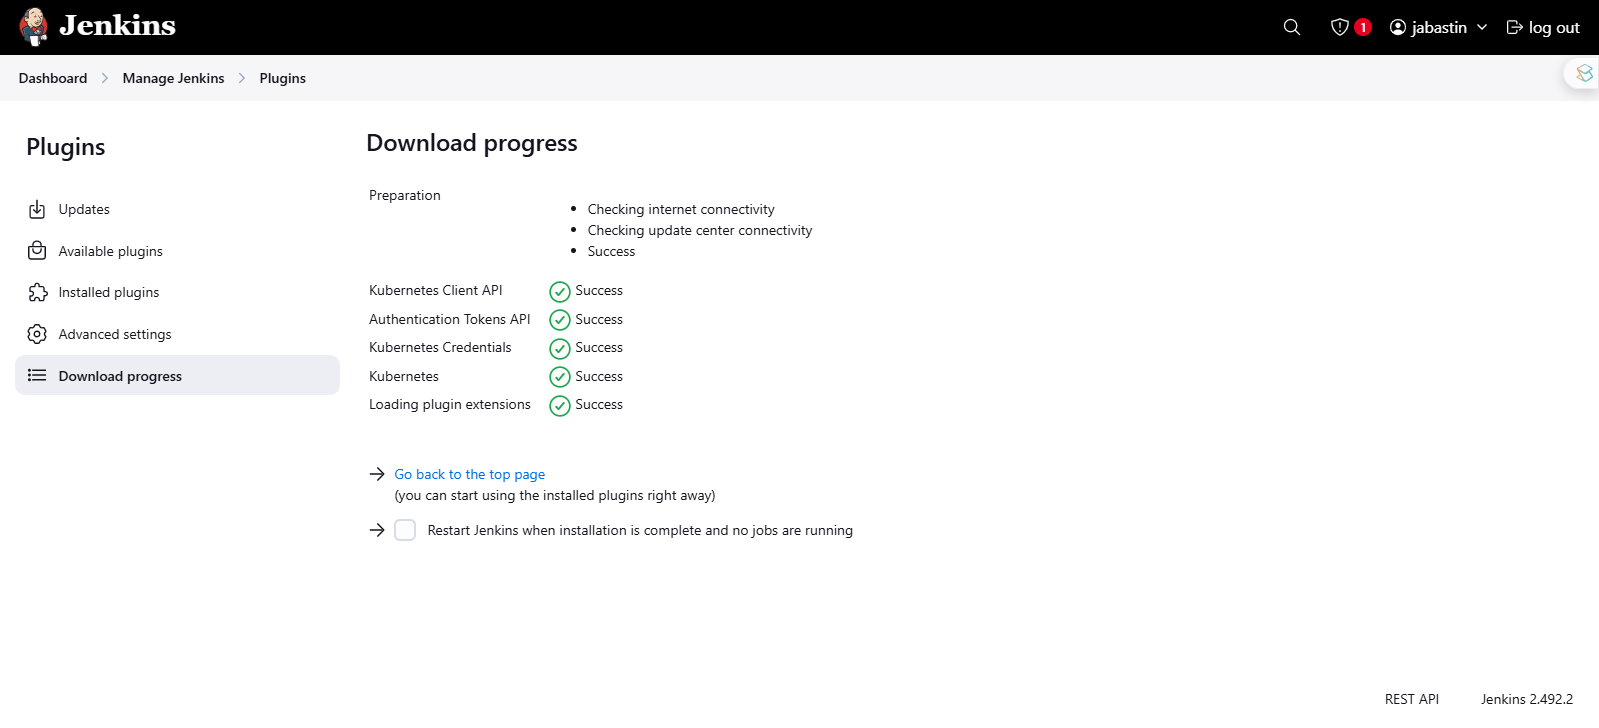 Jenkins
1
jabastin
log out
Dashboard
Manage Jenkins
Plugins
Plugins
Updates
Available plugins
Installed plugins
Advanced settings
Download progress
Download progress
Preparation
Checking internet connectivity
Checking update center connectivity
Success
Kubernetes Client API Success
Authentication Tokens API Success
Kubernetes Credentials Success
Kubernetes Success
Loading plugin extensions Success
Go back to the top page
(you can start using the installed plugins right away)
Restart Jenkins when installation is complete and no jobs are running
REST API
Jenkins 2.492.2